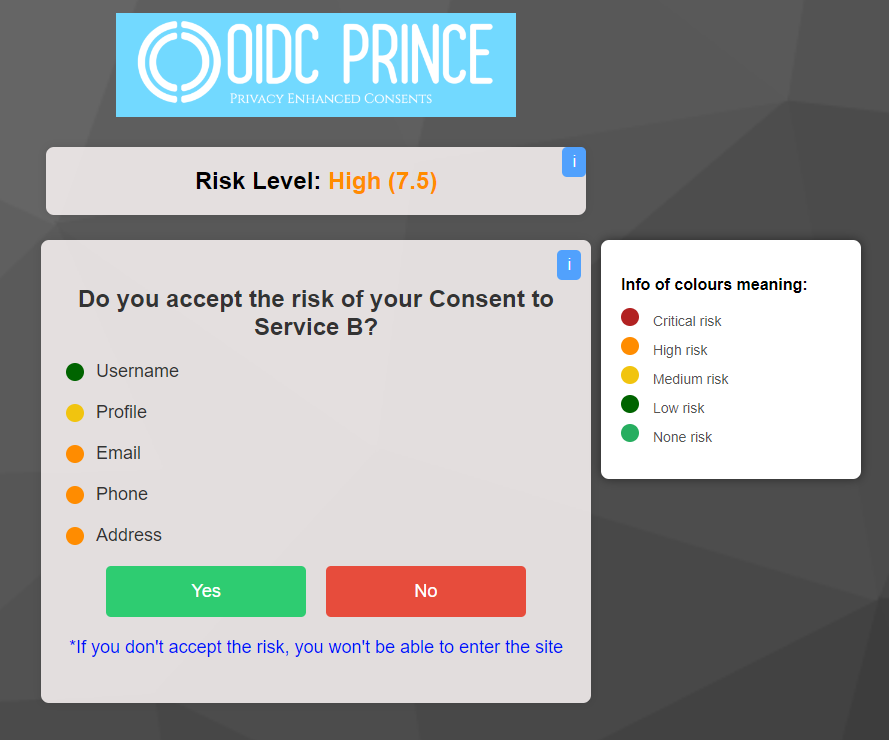 OIDC PRINCE
Privacy Enhanced Consents
i
Risk Level: High (7.5)
i
Do you accept the risk of your Consent to
Service B?
Username
Profile
Email
Phone
Address
Yes No
*If you don't accept the risk, you won't be able to enter the site
Info of colours meaning:
Critical risk
High risk
Medium risk
Low risk
None risk